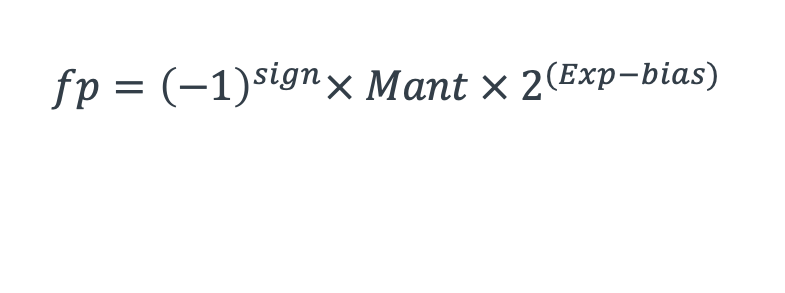 fp = (−1)^sign × Mant × 2^(Exp−bias)